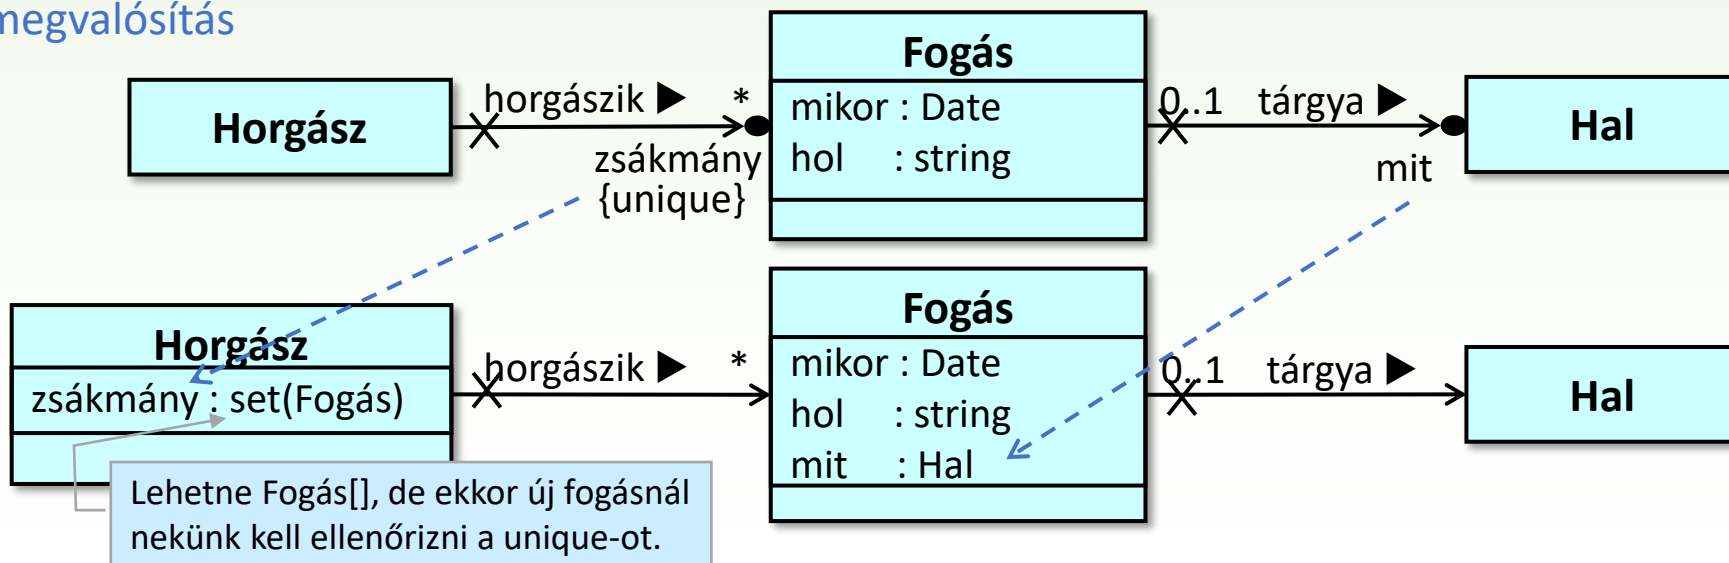 megvalósítás
Horgász
horgászik ▶
*
zsákmány
{unique}
Fogás
mikor : Date
hol : string
0..1
tárgya ▶
mit
Hal
Horgász
zsákmány : set(Fogás)
horgászik ▶
*
Fogás
mikor : Date
hol : string
mit : Hal
0..1
tárgya ▶
Hal
Lehetne Fogás[], de ekkor új fogásnál
nekünk kell ellenőrizni a unique-ot.